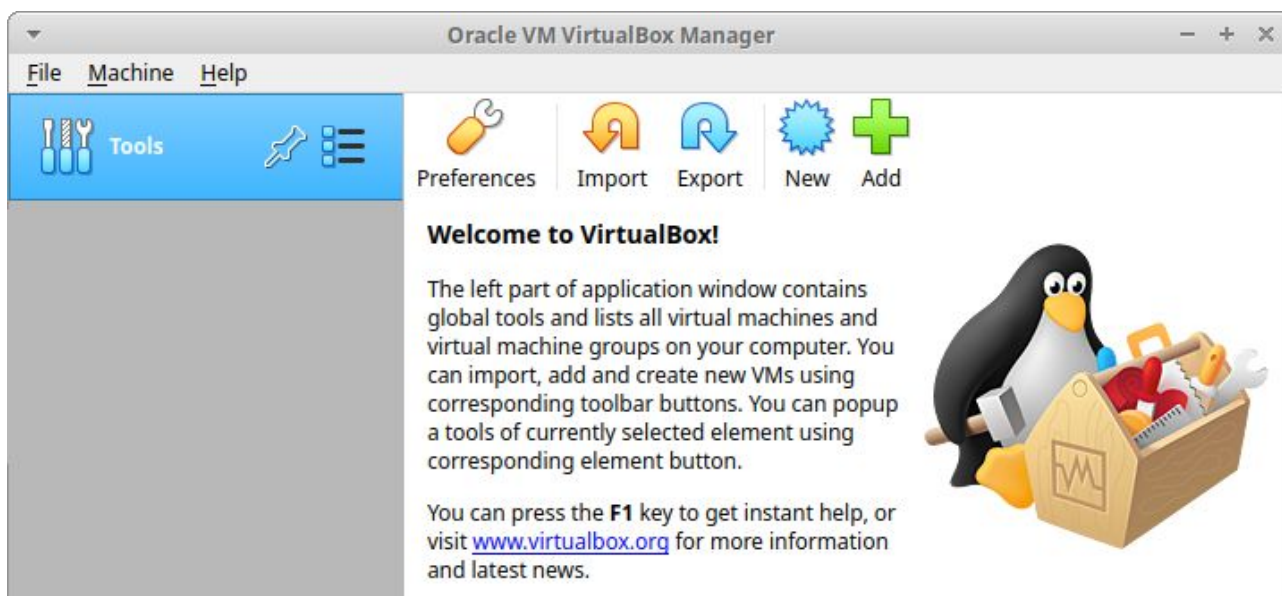 Oracle VM VirtualBox Manager
File Machine Help
Tools
Preferences Import Export New Add
Welcome to VirtualBox!
The left part of application window contains
global tools and lists all virtual machines and
virtual machine groups on your computer. You
can import, add and create new VMs using
corresponding toolbar buttons. You can popup
a tools of currently selected element using
corresponding element button.
You can press the F1 key to get instant help, or
visit www.virtualbox.org for more information
and latest news.